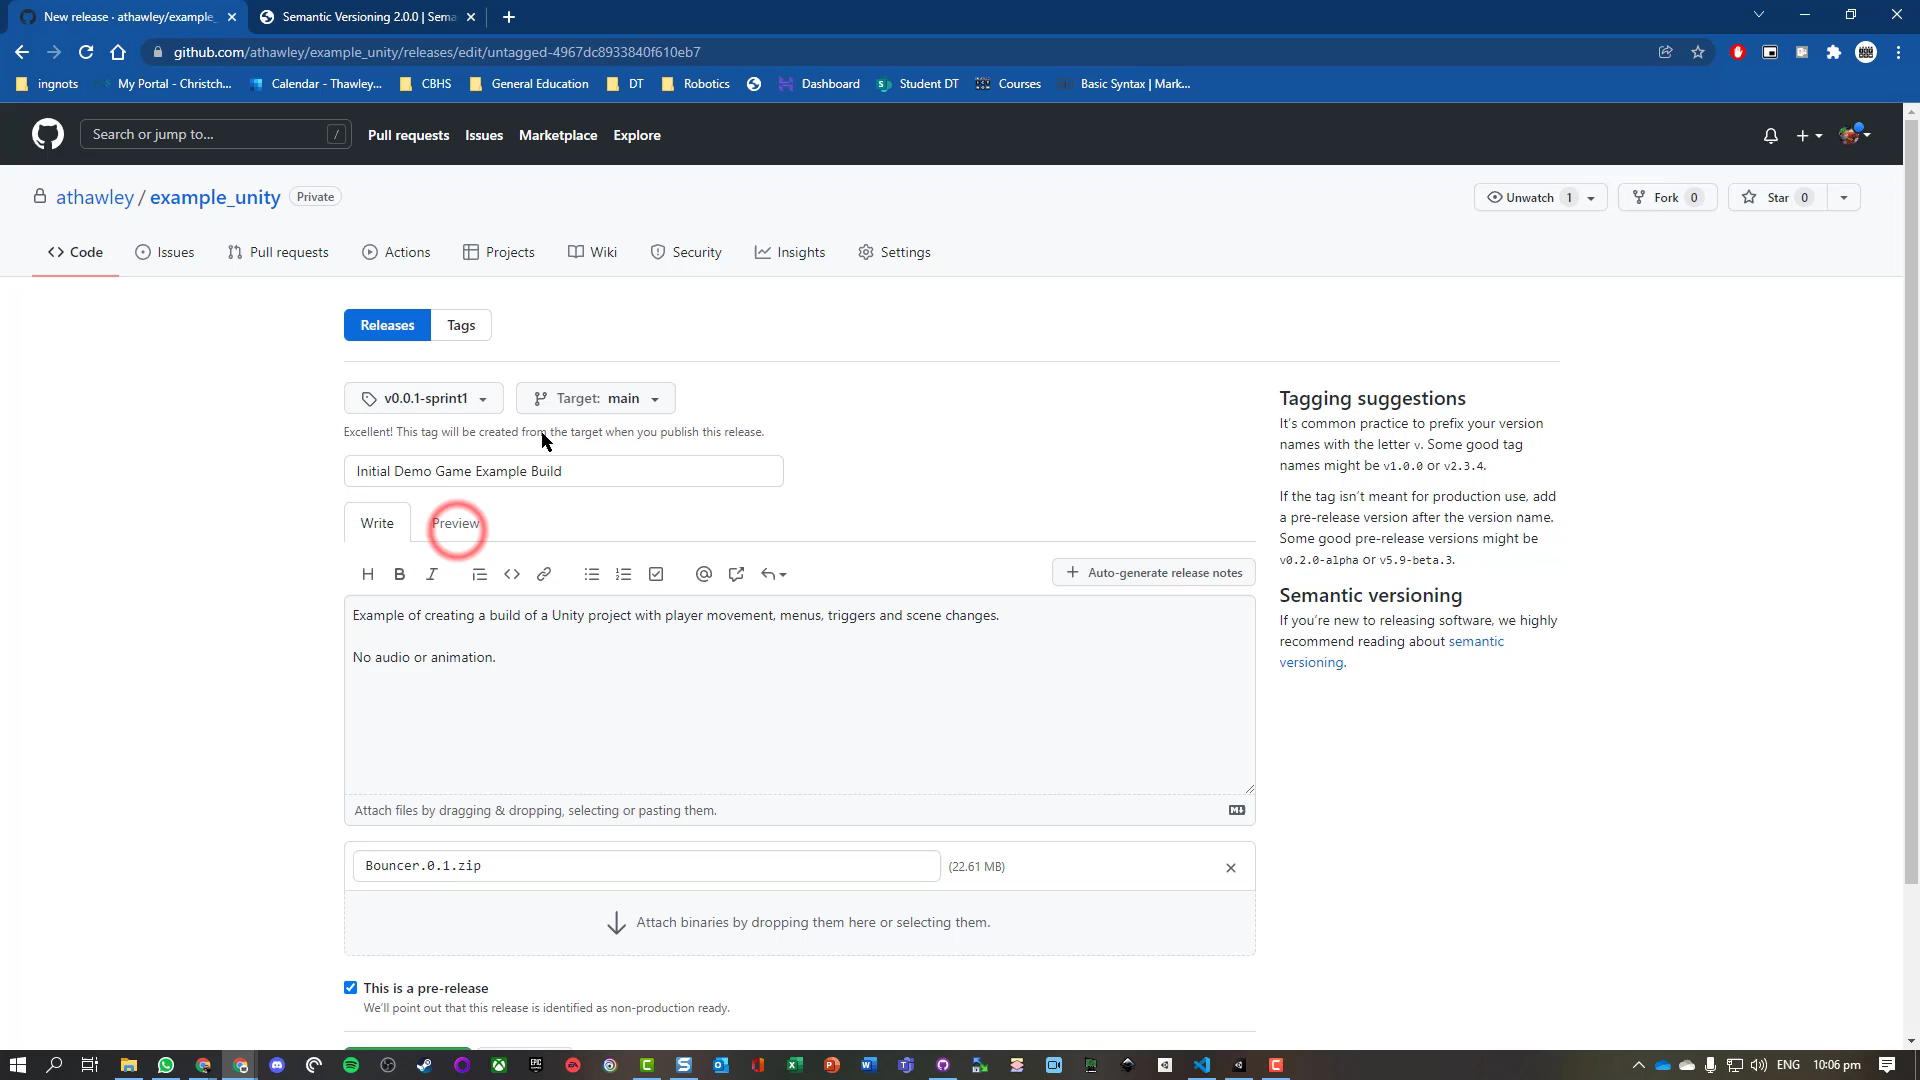 New release · athawley/example_
Semantic Versioning 2.0.0 | Sema
github.com/athawley/example_unity/releases/edit/untagged-4967dc8933840f610eb7
ingnots
My Portal - Christch...
Calendar - Thawley,...
CBHS
General Education
DT
Robotics
Dashboard
Student DT
Courses
Basic Syntax | Mark...
Search or jump to...
/
Pull requests
Issues
Marketplace
Explore
athawley / example_unity
Private
Unwatch 1
Fork 0
Star 0
Code
Issues
Pull requests
Actions
Projects
Wiki
Security
Insights
Settings
Releases
Tags
v0.0.1-sprint1
Target: main
Excellent! This tag will be created from the target when you publish this release.
Initial Demo Game Example Build
Write
Preview
Auto-generate release notes
Example of creating a build of a Unity project with player movement, menus, triggers and scene changes.
No audio or animation.
Attach files by dragging & dropping, selecting or pasting them.
Bouncer.0.1.zip
(22.61 MB)
Attach binaries by dropping them here or selecting them.
This is a pre-release
We'll point out that this release is identified as non-production ready.
Tagging suggestions
It's common practice to prefix your version
names with the letter v. Some good tag
names might be v1.0.0 or v2.3.4.
If the tag isn't meant for production use, add
a pre-release version after the version name.
Some good pre-release versions might be
v0.2.0-alpha or v5.9-beta.3.
Semantic versioning
If you're new to releasing software, we highly
recommend reading about semantic
versioning.
ENG
10:06 pm